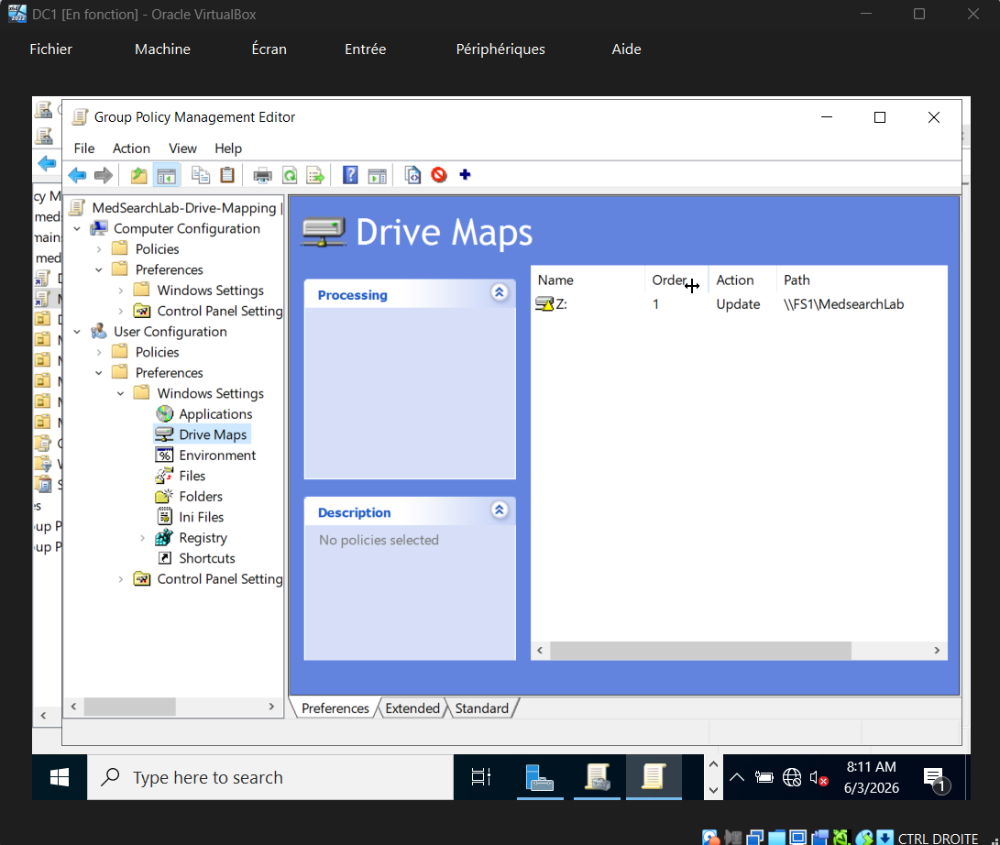 DC1 [En fonction] - Oracle VirtualBox
Fichier Machine Écran Entrée Périphériques Aide
Group Policy Management Editor
File Action View Help
MedSearchLab-Drive-Mapping
Computer Configuration
Policies
Preferences
Windows Settings
Control Panel Setting
User Configuration
Policies
Preferences
Windows Settings
Applications
Drive Maps
Environment
Files
Folders
Ini Files
Registry
Shortcuts
Control Panel Setting
Drive Maps
Processing
Description
No policies selected
Name Order Action Path
Z: 1 Update \\FS1\MedsearchLab
Preferences Extended Standard
Type here to search
8:11 AM
6/3/2026
1
CTRL DROITE